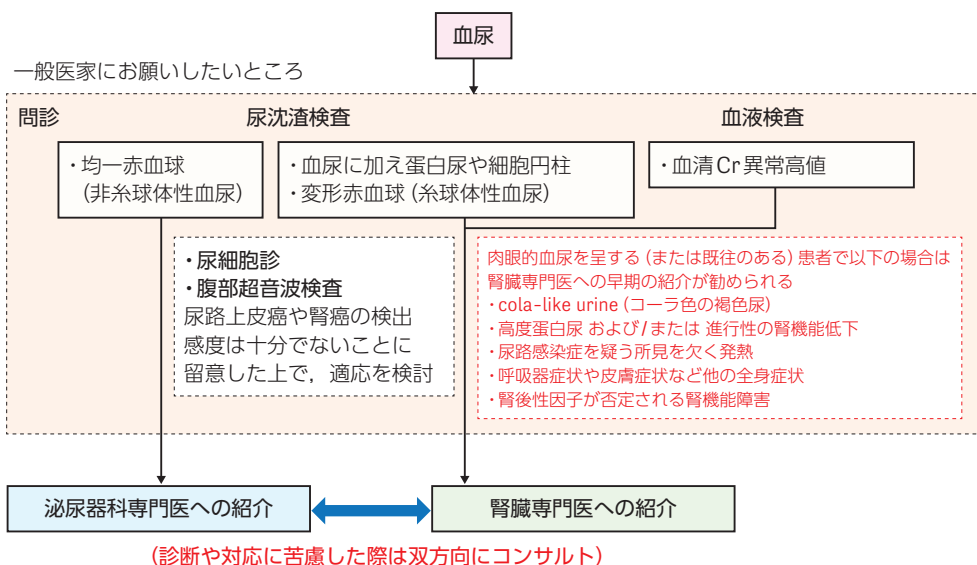 血尿
一般医家にお願いしたいところ
問診
尿沈渣検査
血液検査
・均一赤血球
(非糸球体性血尿)
・血尿に加え蛋白尿や細胞円柱
・変形赤血球(糸球体性血尿)
・血清Cr異常高値
・尿細胞診
・腹部超音波検査
尿路上皮癌や腎癌の検出
感度は十分でないことに
留意した上で，適応を検討
肉眼的血尿を呈する(または既往のある)患者で以下の場合は
腎臓専門医への早期の紹介が勧められる
・cola-like urine(コーラ色の褐色尿)
・高度蛋白尿 および/または 進行性の腎機能低下
・尿路感染症を疑う所見を欠く発熱
・呼吸器症状や皮膚症状など他の全身症状
・腎後性因子が否定される腎機能障害
泌尿器科専門医への紹介
腎臓専門医への紹介
(診断や対応に苦慮した際は双方向にコンサルト)